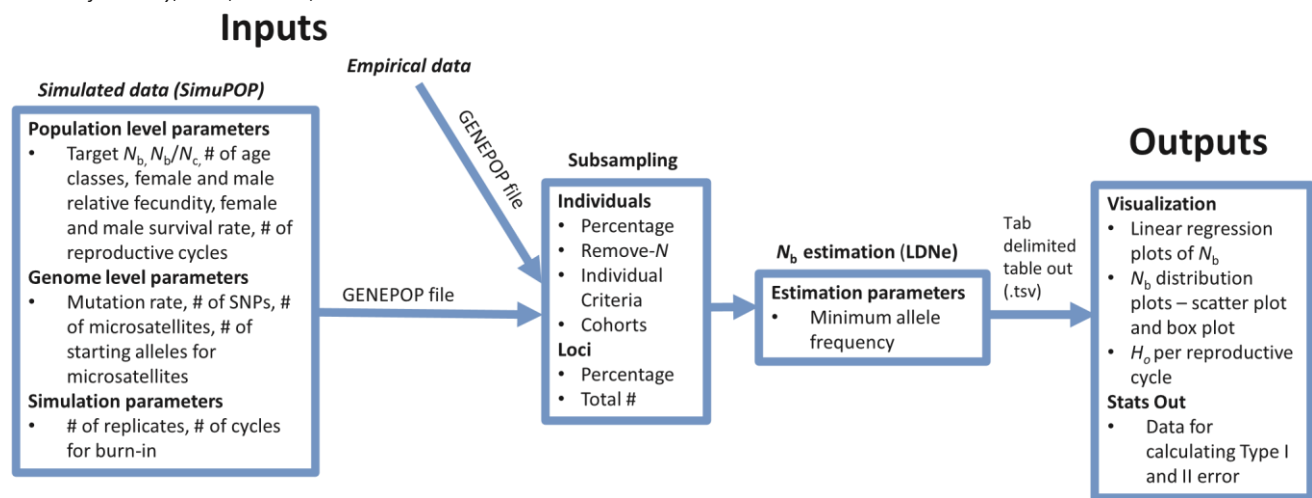 Inputs
Empirical data
Simulated data (SimuPOP)
Population level parameters
• Target Nb, Nb/Nc, # of age
classes, female and male
relative fecundity, female
and male survival rate, # of
reproductive cycles
Genome level parameters
• Mutation rate, # of SNPs, #
of microsatellites, # of
starting alleles for
microsatellites
Simulation parameters
• # of replicates, # of cycles
for burn-in
GENEPOP file
GENEPOP file
Subsampling
Individuals
• Percentage
• Remove-N
• Individual
Criteria
• Cohorts
Loci
• Percentage
• Total #
Nb estimation (LDNe)
Estimation parameters
• Minimum allele
frequency
Tab
delimited
table out
(.tsv)
Outputs
Visualization
• Linear regression
plots of Nb
• Nb distribution
plots – scatter plot
and box plot
• Ho per reproductive
cycle
Stats Out
• Data for
calculating Type I
and II error